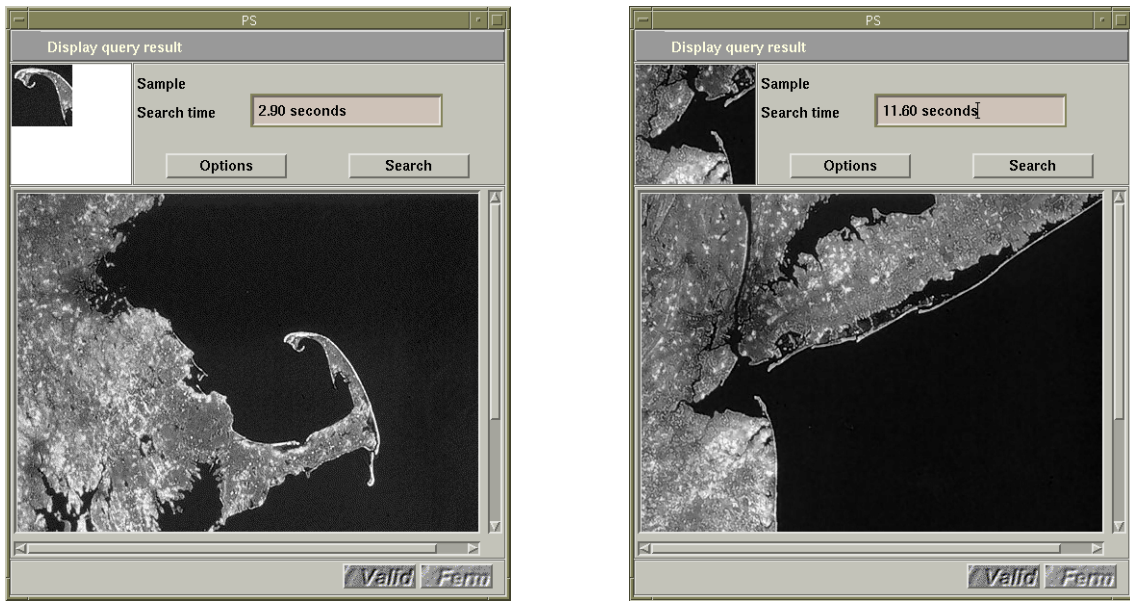 PS
Display query result
Sample
Search time 2.90 seconds
Options Search
Valid Ferm
PS
Display query result
Sample
Search time 11.60 seconds
Options Search
Valid Ferm